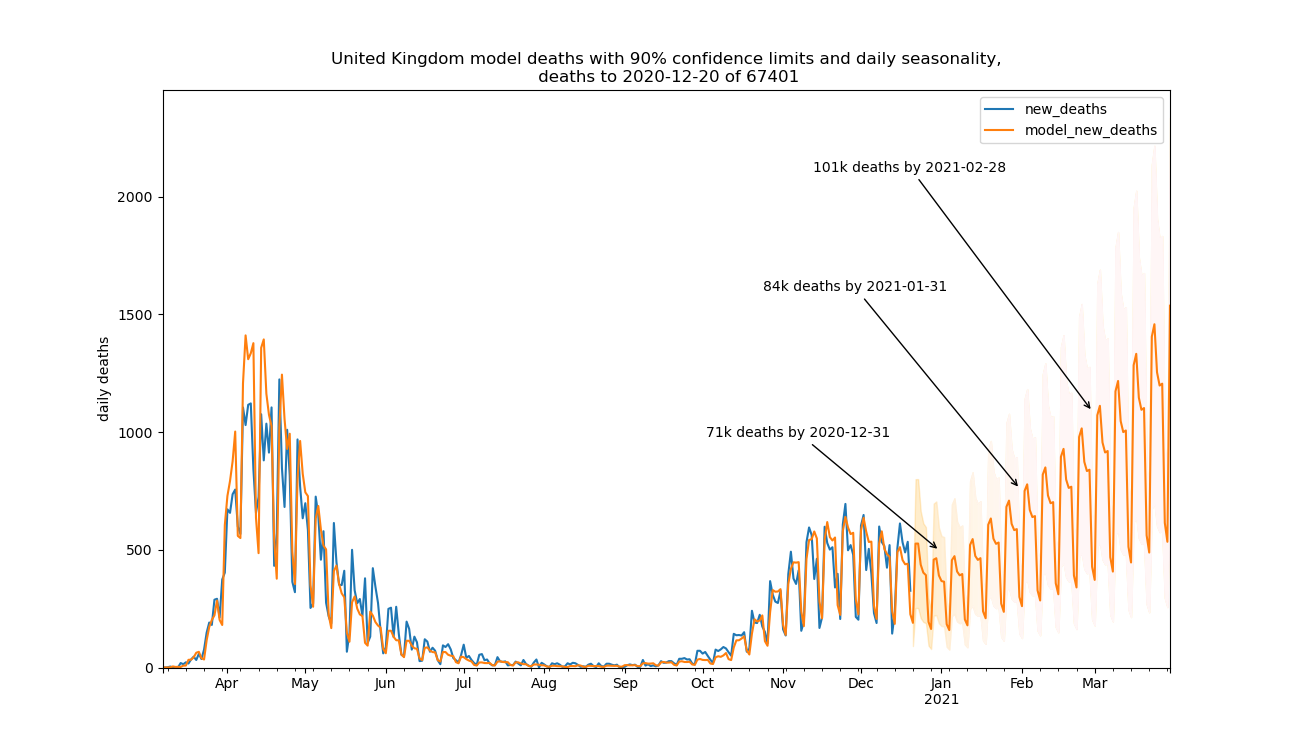 United Kingdom model deaths with 90% confidence limits and daily seasonality,
deaths to 2020-12-20 of 67401
new_deaths
model_new_deaths
101k deaths by 2021-02-28
84k deaths by 2021-01-31
71k deaths by 2020-12-31
daily deaths
2000
1500
1000
500
0
Apr May Jun Jul Aug Sep Oct Nov Dec Jan Feb Mar
2021